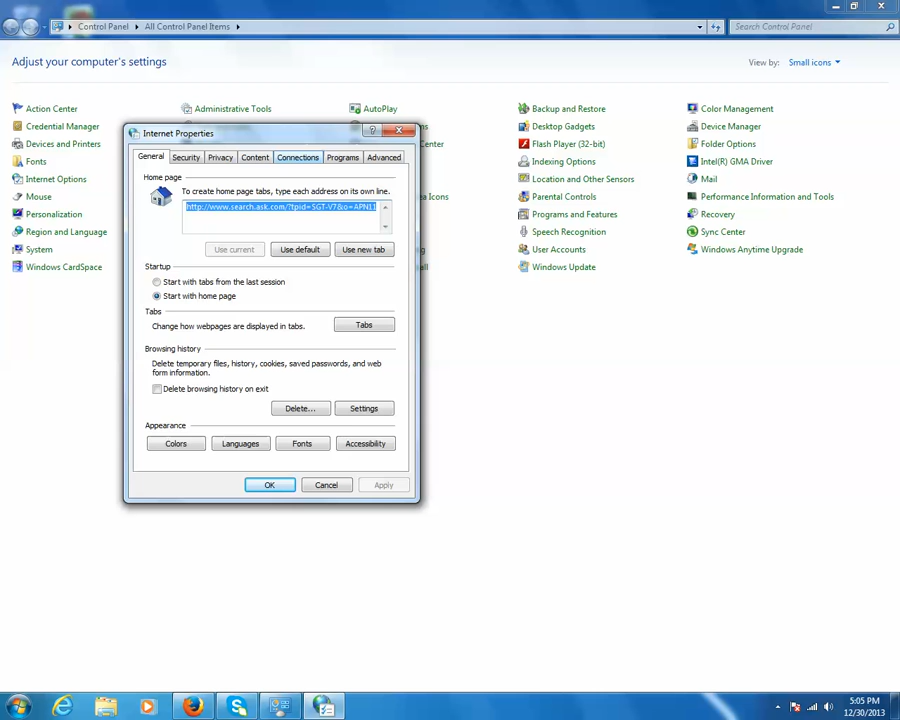 Control Panel All Control Panel Items
Search Control Panel
Adjust your computer's settings
View by: Small icons
Action Center
Administrative Tools
AutoPlay
Backup and Restore
Color Management
Credential Manager
Desktop Gadgets
Device Manager
Devices and Printers
Flash Player (32-bit)
Folder Options
Fonts
Indexing Options
Intel(R) GMA Driver
Internet Options
Location and Other Sensors
Mail
Mouse
Parental Controls
Performance Information and Tools
Personalization
Programs and Features
Recovery
Region and Language
Speech Recognition
Sync Center
System
User Accounts
Windows Anytime Upgrade
Windows CardSpace
Windows Update
Internet Properties
General Security Privacy Content Connections Programs Advanced
Home page
To create home page tabs, type each address on its own line.
http://www.search.ask.com/?tpid=SGT-V7&o=APN11
Use current Use default Use new tab
Startup
Start with tabs from the last session
Start with home page
Tabs
Change how webpages are displayed in tabs.
Tabs
Browsing history
Delete temporary files, history, cookies, saved passwords, and web
form information.
Delete browsing history on exit
Delete... Settings
Appearance
Colors Languages Fonts Accessibility
OK Cancel Apply
5:05 PM
12/30/2013